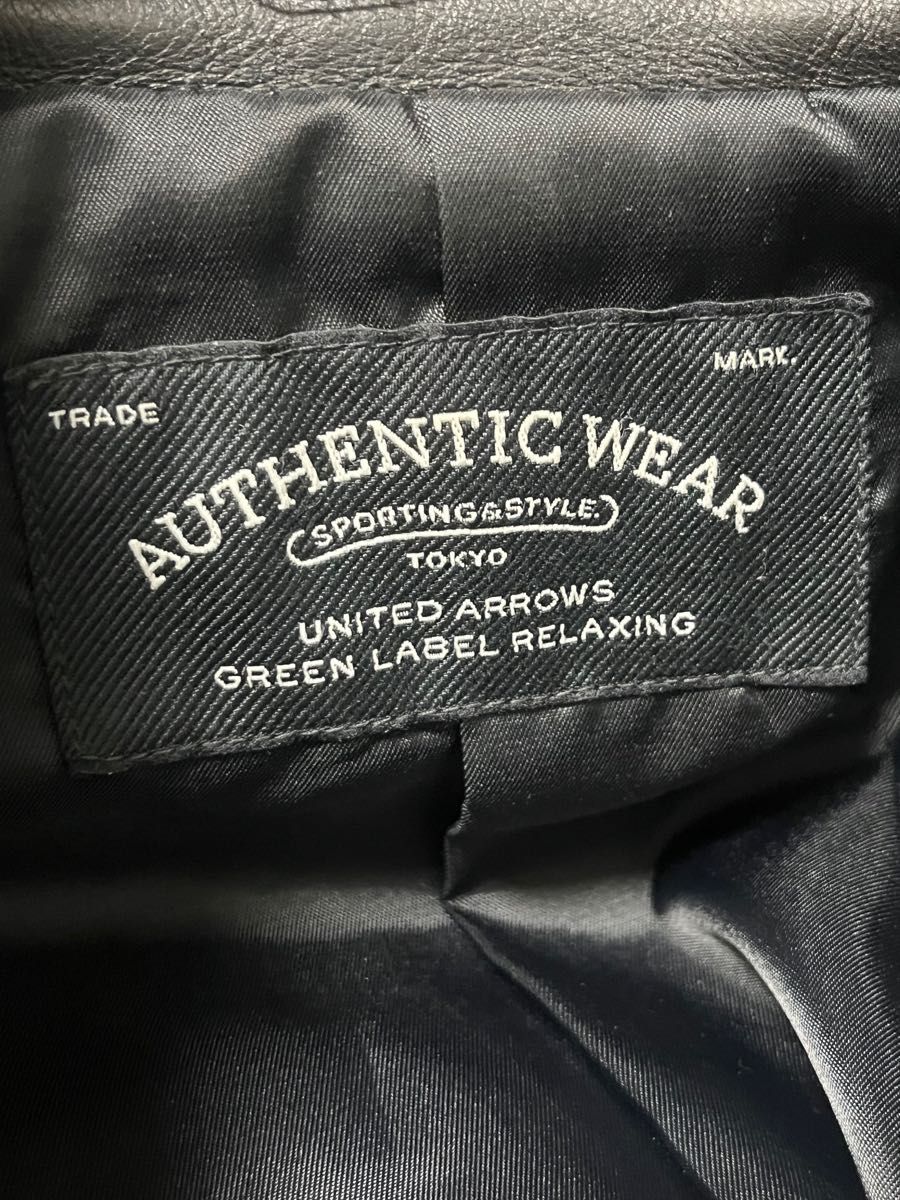 TRADE MARK.
AUTHENTIC WEAR
SPORTING&STYLE.
TOKYO
UNITED ARROWS
GREEN LABEL RELAXING